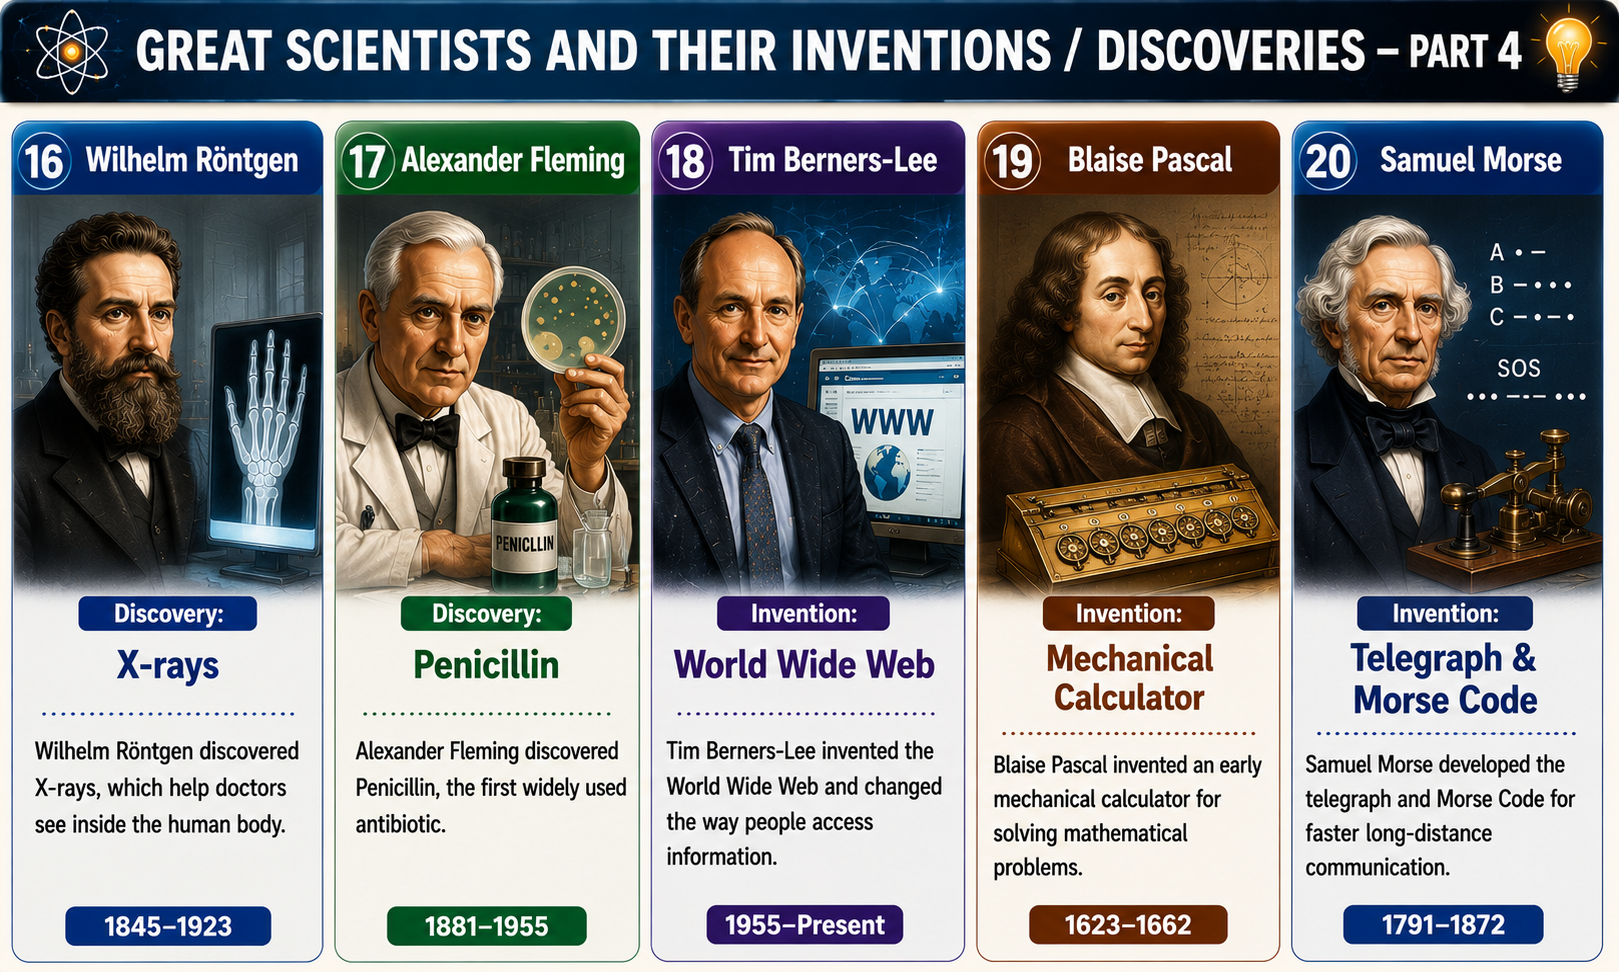 GREAT SCIENTISTS AND THEIR INVENTIONS / DISCOVERIES – PART 4
16 Wilhelm Röntgen
Discovery:
X-rays
Wilhelm Röntgen discovered
X-rays, which help doctors
see inside the human body.
1845–1923
17 Alexander Fleming
PENICLLIN
Discovery:
Penicillin
Alexander Fleming discovered
Penicillin, the first widely used
antibiotic.
1881–1955
18 Tim Berners-Lee
WWW
Invention:
World Wide Web
Tim Berners-Lee invented the
World Wide Web and changed
the way people access
information.
1955–Present
19 Blaise Pascal
Invention:
Mechanical
Calculator
Blaise Pascal invented an early
mechanical calculator for
solving mathematical
problems.
1623–1662
20 Samuel Morse
A • –
B – • • •
C – • – •
SOS
• • • – • – • • •
Invention:
Telegraph &
Morse Code
Samuel Morse developed the
telegraph and Morse Code for
faster long-distance
communication.
1791–1872